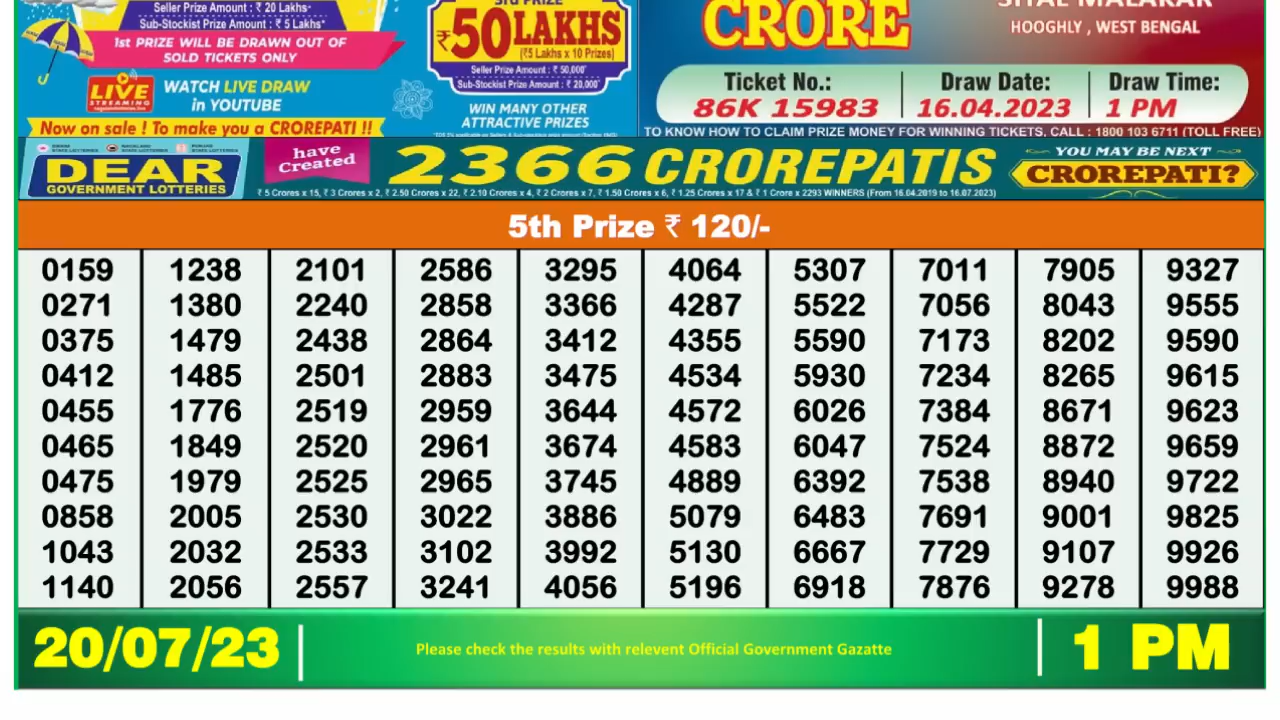 Seller Prize Amount : ₹ 20 Lakhs*
Sub-Stockist Prize Amount : ₹ 5 Lakhs*
1st PRIZE WILL BE DRAWN OUT OF
SOLD TICKETS ONLY
LIVE
STREAMING
WATCH LIVE DRAW
in YOUTUBE
Now on sale ! To make you a CROREPATI !!
3rd PRIZE
₹50 LAKHS
(₹5 Lakhs x 10 Prizes)
Seller Prize Amount : ₹ 50,000*
Sub-Stockist Prize Amount : ₹ 20,000*
WIN MANY OTHER
ATTRACTIVE PRIZES
CRORE
SITAL MALAKAR
HOOGHLY , WEST BENGAL
Ticket No.: Draw Date: Draw Time:
86K 15983 16.04.2023 1 PM
TO KNOW HOW TO CLAIM PRIZE MONEY FOR WINNING TICKETS, CALL : 1800 103 6711 (TOLL FREE)
DEAR
GOVERNMENT LOTTERIES
have
Created
2366 CROREPATIS
₹ 5 Crores x 15, ₹ 3 Crores x 2, ₹ 2.50 Crores x 22, ₹ 2.10 Crores x 4, ₹ 2 Crores x 7, ₹ 1.50 Crores x 6, ₹ 1.25 Crores x 17 & ₹ 1 Crore x 2293 WINNERS (From 16.04.2019 to 16.07.2023)
YOU MAY BE NEXT
CROREPATI?
5th Prize ₹ 120/-
0159 1238 2101 2586 3295 4064 5307 7011 7905 9327
0271 1380 2240 2858 3366 4287 5522 7056 8043 9555
0375 1479 2438 2864 3412 4355 5590 7173 8202 9590
0412 1485 2501 2883 3475 4534 5930 7234 8265 9615
0455 1776 2519 2959 3644 4572 6026 7384 8671 9623
0465 1849 2520 2961 3674 4583 6047 7524 8872 9659
0475 1979 2525 2965 3745 4889 6392 7538 8940 9722
0858 2005 2530 3022 3886 5079 6483 7691 9001 9825
1043 2032 2533 3102 3992 5130 6667 7729 9107 9926
1140 2056 2557 3241 4056 5196 6918 7876 9278 9988
20/07/23
Please check the results with relevent Official Government Gazatte
1 PM